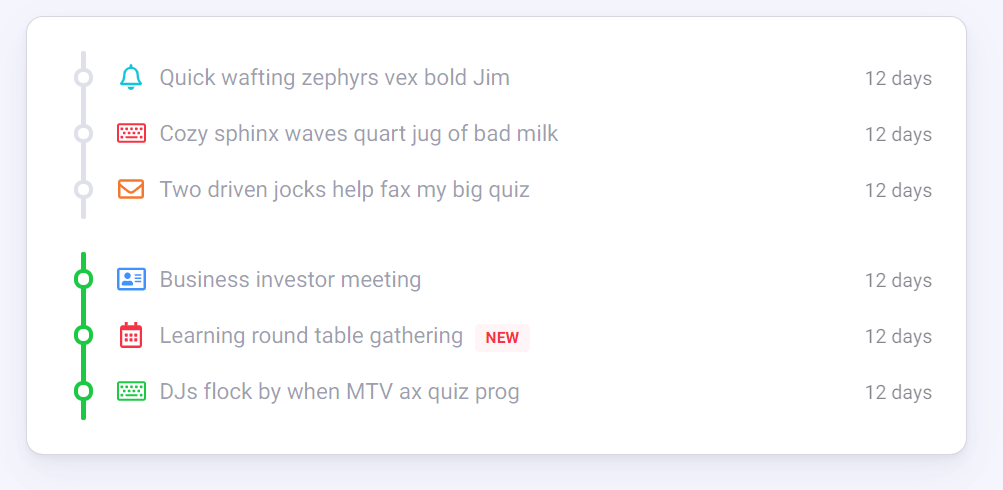 Quick wafting zephyrs vex bold Jim 12 days
Cozy sphinx waves quart jug of bad milk 12 days
Two driven jocks help fax my big quiz 12 days
Business investor meeting 12 days
Learning round table gathering NEW 12 days
DJs flock by when MTV ax quiz prog 12 days